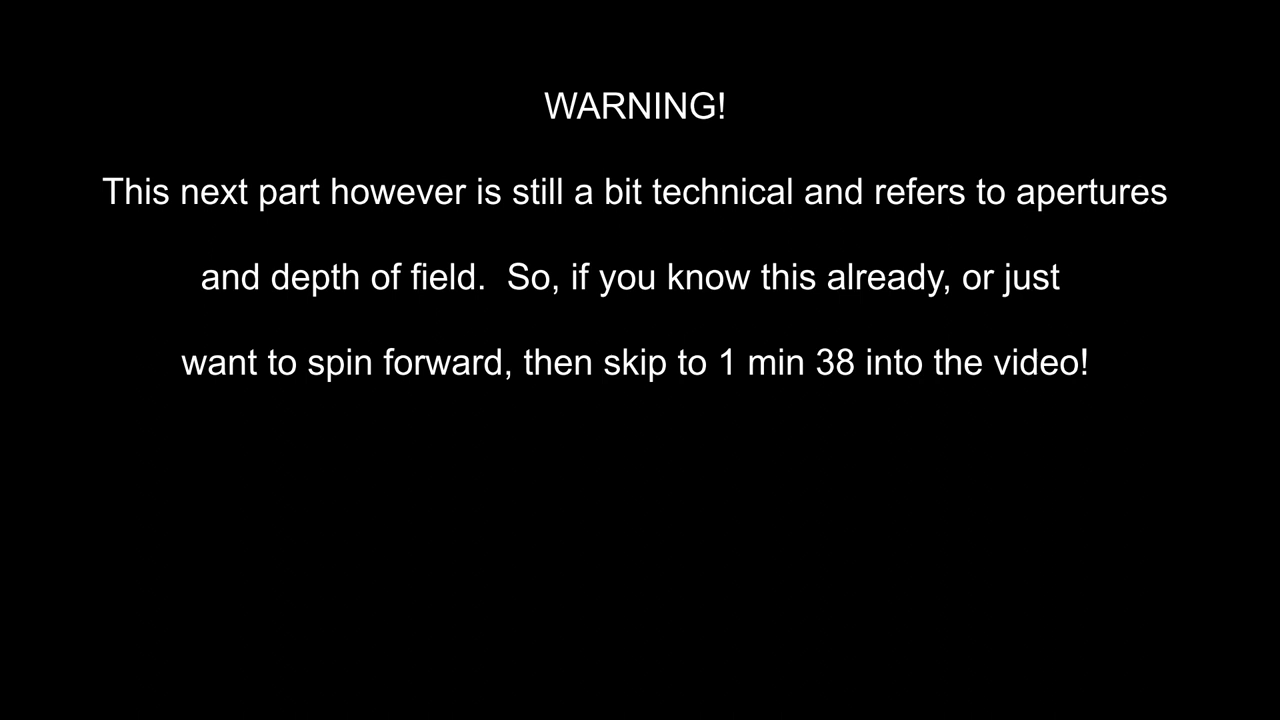 WARNING!
This next part however is still a bit technical and refers to apertures
and depth of field.  So, if you know this already, or just
want to spin forward, then skip to 1 min 38 into the video!